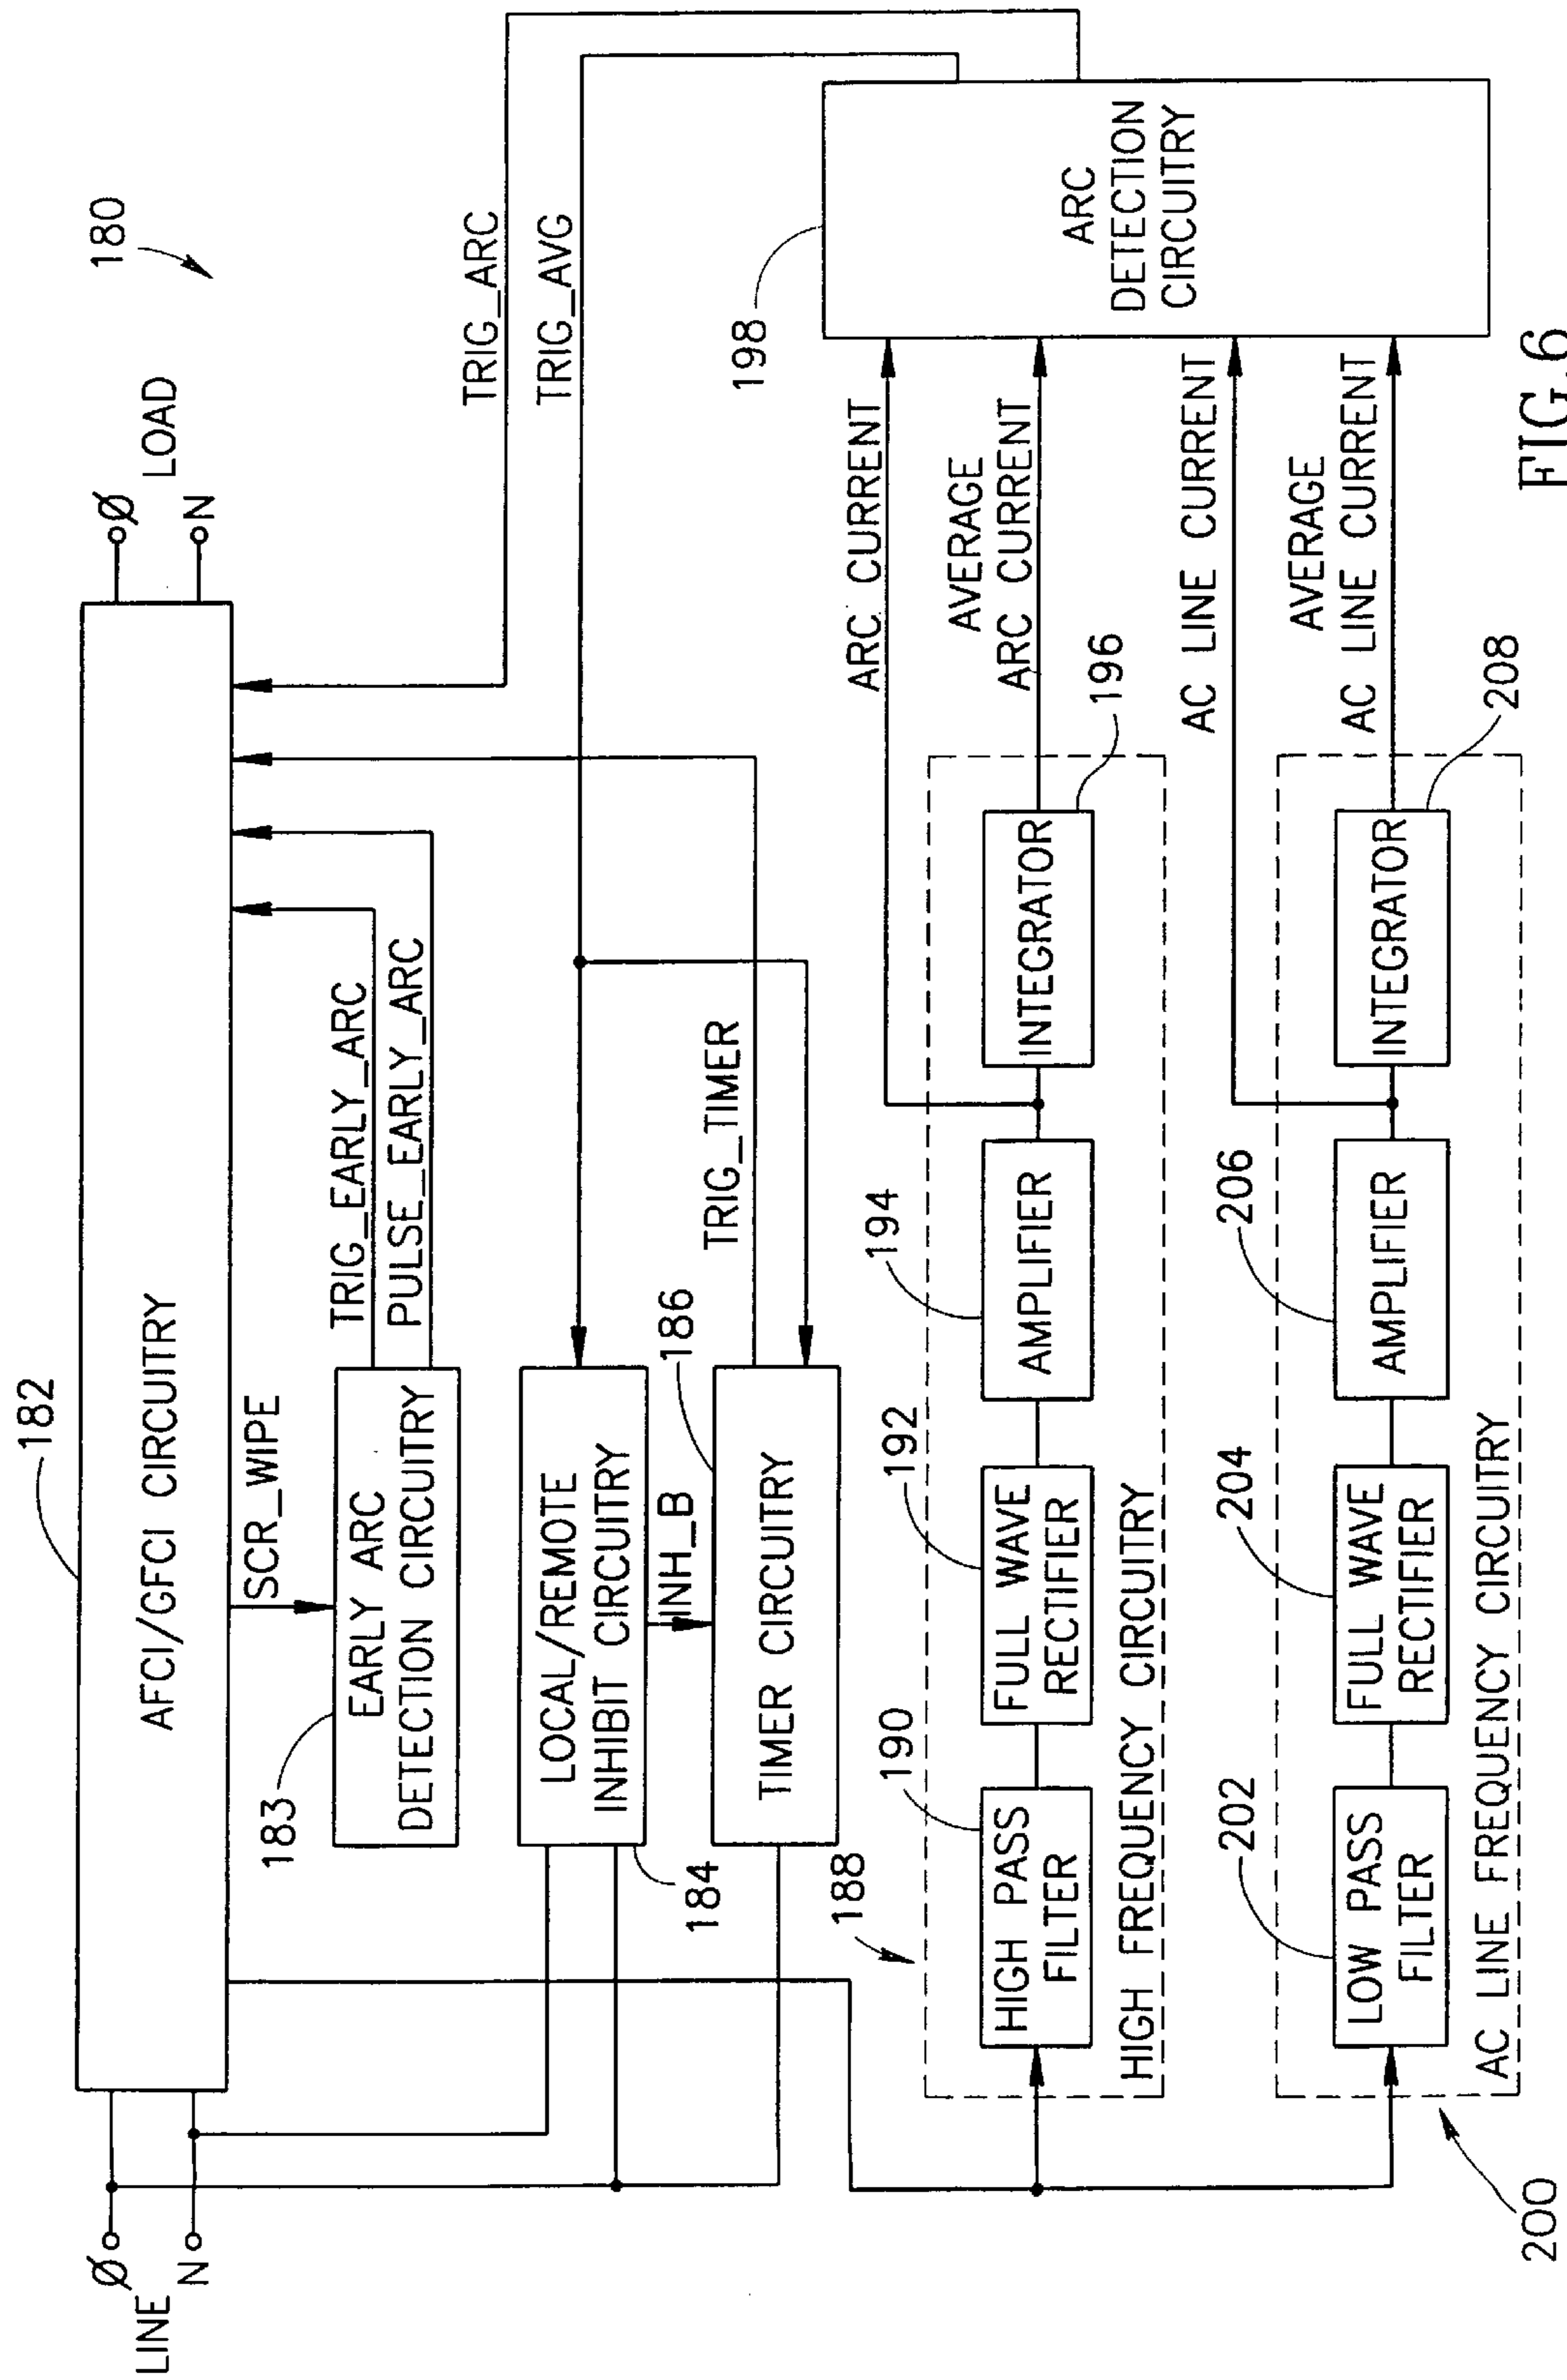 180
182
LINE
Ø
N
AFCI/GFCI CIRCUITRY
Ø
N
LOAD
SCR_WIPE
183
EARLY ARC
DETECTION CIRCUITRY
TRIG_EARLY_ARC
PULSE_EARLY_ARC
TRIG_ARC
TRIG_AVG
184
LOCAL/REMOTE
INHIBIT CIRCUITRY
INH_B
186
TIMER CIRCUITRY
TRIG_TIMER
188
190
HIGH PASS
FILTER
192
FULL WAVE
RECTIFIER
194
AMPLIFIER
INTEGRATOR
196
HIGH FREQUENCY CIRCUITRY
ARC CURRENT
AVERAGE
ARC CURRENT
198
ARC
DETECTION
CIRCUITRY
200
202
LOW PASS
FILTER
204
FULL WAVE
RECTIFIER
206
AMPLIFIER
INTEGRATOR
208
AC LINE FREQUENCY CIRCUITRY
AC LINE CURRENT
AVERAGE
AC LINE CURRENT
FIG.6